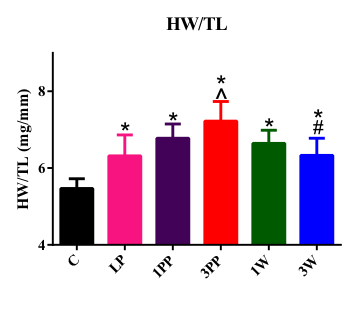 HW/TL
HW/TL (mg/mm)
8
6
4
*
*
*
^
*
*
*
#
C
LP
1PP
3PP
1W
3W